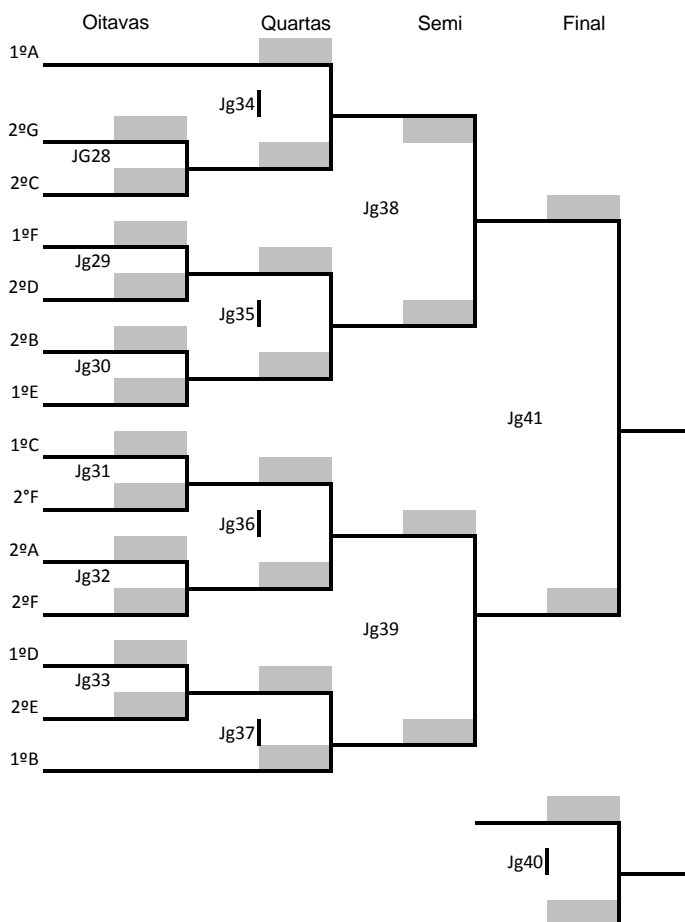 Oitavas Quartas Semi Final
1ºA
Jg34
2ºG
JG28
2ºC
Jg38
1ºF
Jg29
2ºD
Jg35
2ºB
Jg30
1ºE
Jg41
1ºC
Jg31
2°F
Jg36
2ºA
Jg32
2ºF
Jg39
1ºD
Jg33
2ºE
Jg37
1ºB
Jg40